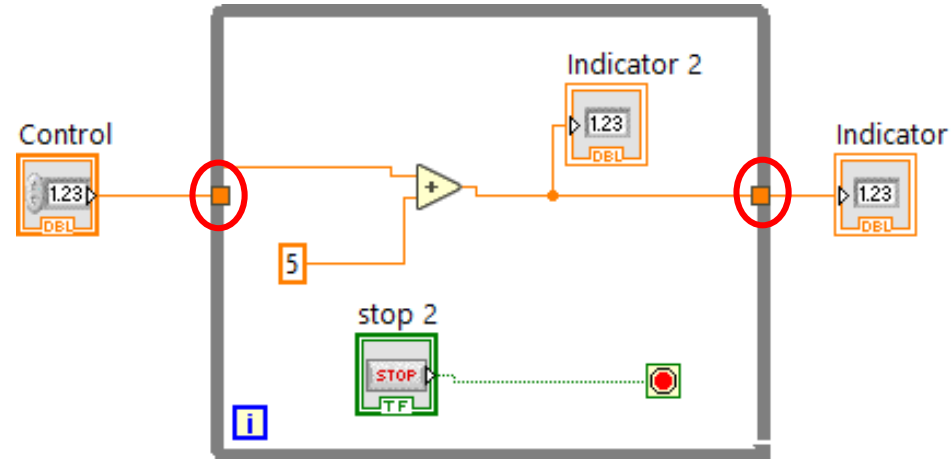 Indicator 2
1.23
DBL
Control
1.23
DBL
Indicator
1.23
DBL
+
5
stop 2
STOP
TF
i